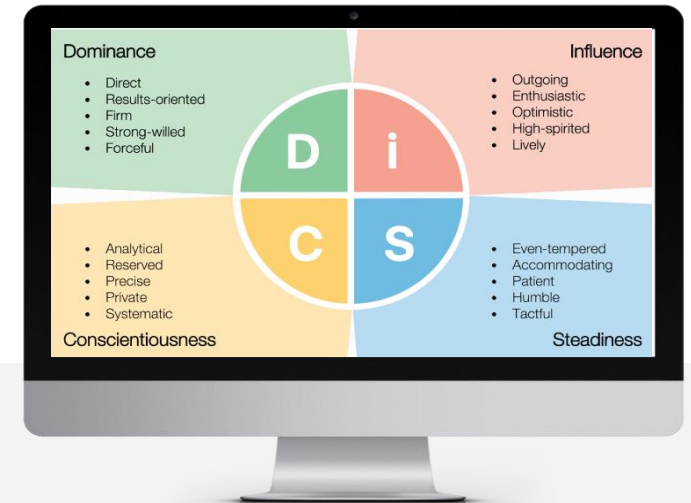 Dominance
• Direct
• Results-oriented
• Firm
• Strong-willed
• Forceful
Influence
• Outgoing
• Enthusiastic
• Optimistic
• High-spirited
• Lively
D
i
C
S
• Analytical
• Reserved
• Precise
• Private
• Systematic
Conscientiousness
• Even-tempered
• Accommodating
• Patient
• Humble
• Tactful
Steadiness